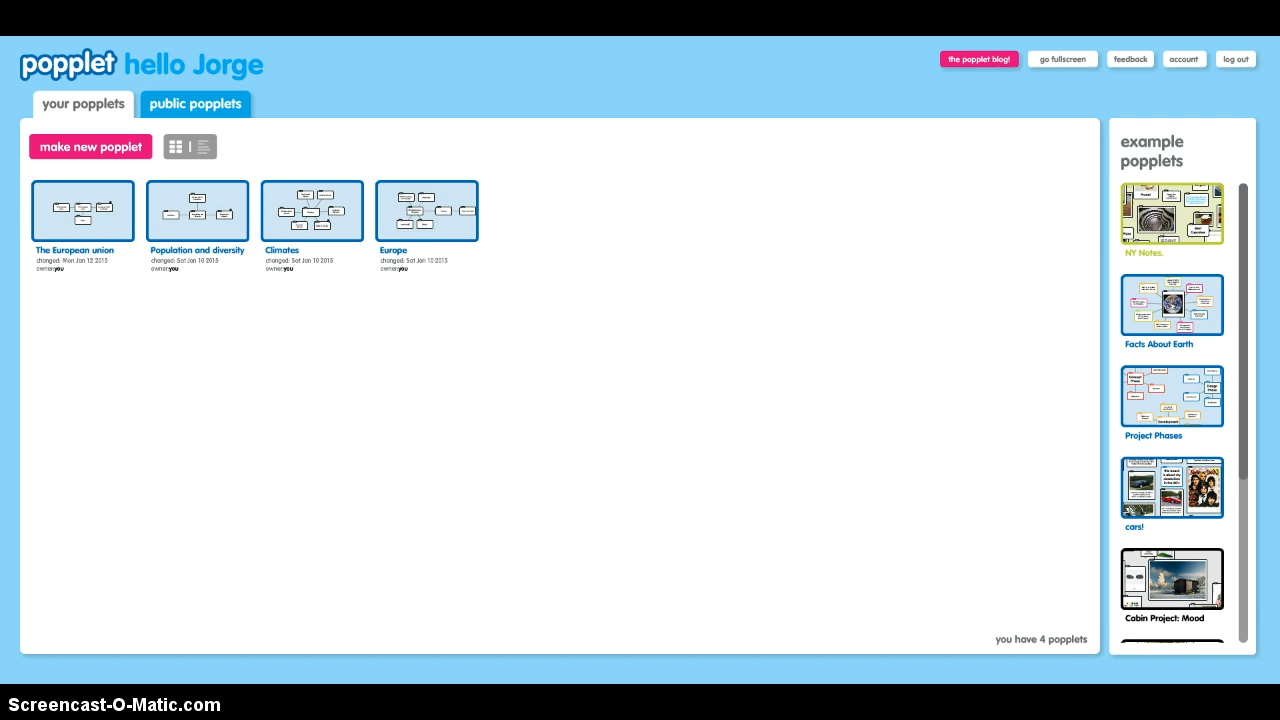 popplet hello Jorge
the popplet blog!
go fullscreen
feedback
account
log out
your popplets
public popplets
make new popplet
The European union
changed: Mon Jan 12 2015
owner:you
Population and diversity
changed: Sat Jan 10 2015
owner:you
Climates
changed: Sat Jan 10 2015
owner:you
Europe
changed: Sat Jan 10 2015
owner:you
you have 4 popplets
example
popplets
NY Notes.
Facts About Earth
Project Phases
cars!
Cabin Project: Mood
Screencast-O-Matic.com